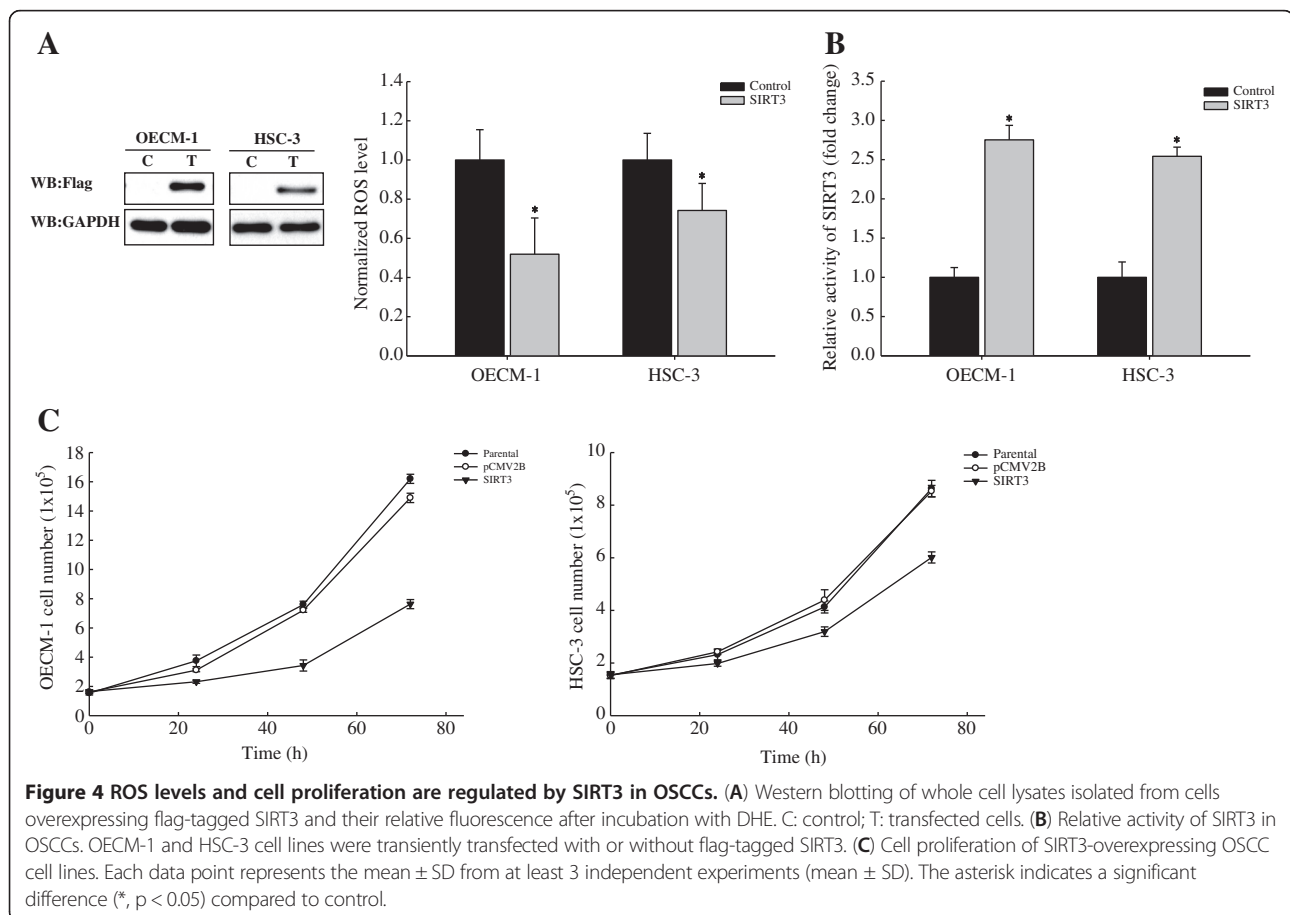 A
B
OECM-1 HSC-3
C T C T
WB:Flag
WB:GAPDH
Normalized ROS level
1.4
1.2
1.0
0.8
0.6
0.4
0.2
0.0
Control
SIRT3
*
*
OECM-1 HSC-3
Relative activity of SIRT3 (fold change)
3.5
3.0
2.5
2.0
1.5
1.0
0.5
0.0
Control
SIRT3
*
*
OECM-1 HSC-3
C
OECM-1 cell number (1x10⁵)
18
16
14
12
10
8
6
4
2
0
Parental
pCMV2B
SIRT3
0 20 40 60 80
Time (h)
HSC-3 cell number (1x10⁵)
10
8
6
4
2
0
Parental
pCMV2B
SIRT3
0 20 40 60 80
Time (h)
Figure 4 ROS levels and cell proliferation are regulated by SIRT3 in OSCCs. (A) Western blotting of whole cell lysates isolated from cells
overexpressing flag-tagged SIRT3 and their relative fluorescence after incubation with DHE. C: control; T: transfected cells. (B) Relative activity of SIRT3 in
OSCCs. OECM-1 and HSC-3 cell lines were transiently transfected with or without flag-tagged SIRT3. (C) Cell proliferation of SIRT3-overexpressing OSCC
cell lines. Each data point represents the mean ± SD from at least 3 independent experiments (mean ± SD). The asterisk indicates a significant
difference (*, p < 0.05) compared to control.